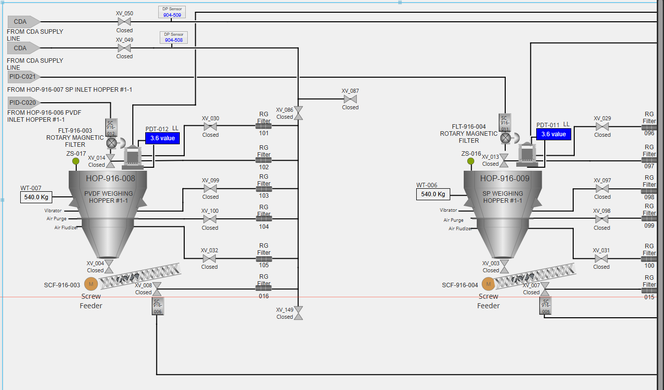 XV_050
Closed
DP Sensor
904-509
CDA
FROM CDA SUPPLY
LINE
XV_049
Closed
DP Sensor
904-508
CDA
FROM CDA SUPPLY
LINE
PID-C021
FROM HOP-916-007 SP INLET HOPPER #1-1
PID-C020
FROM HOP-916-006 PVDF
INLET HOPPER #1-1
XV_087
Closed
XV_086
Closed
FLT-916-003
ROTARY MAGNETIC
FILTER
PDT-012
LL
3.6 value
ZS-017
XV_014
Closed
XV_030
Closed
RG
Filter
101
RG
Filter
102
HOP-916-008
PVDF WEIGHING
HOPPER #1-1
WT-007
540.0 Kg
Vibrator
Air Purge
Air Fludizer
XV_099
Closed
RG
Filter
103
XV_100
Closed
RG
Filter
104
XV_032
Closed
RG
Filter
105
XV_004
Closed
SCF-916-003
M
Screw
Feeder
XV_008
Closed
RG
Filter
016
XV_149
Closed
FLT-916-004
ROTARY MAGNETIC
FILTER
PDT-011
LL
3.6 value
ZS-016
XV_013
Closed
XV_029
Closed
RG
Filter
096
RG
Filter
097
HOP-916-009
SP WEIGHING
HOPPER #1-1
WT-006
540.0 Kg
Vibrator
Air Purge
XV_097
Closed
RG
Filter
098
XV_098
Closed
RG
Filter
099
XV_031
Closed
RG
Filter
100
XV_003
Closed
SCF-916-004
M
Screw
Feeder
XV_007
Closed
RG
Filter
015